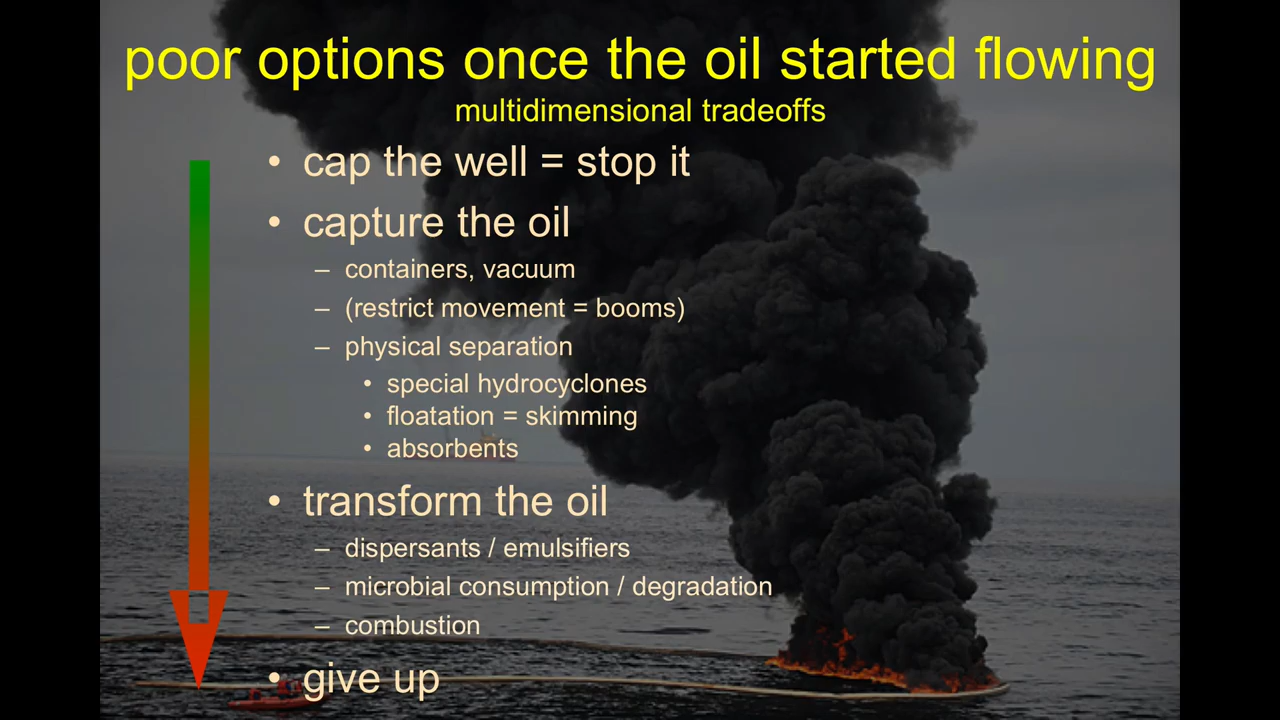 poor options once the oil started flowing
multidimensional tradeoffs
• cap the well = stop it
• capture the oil
– containers, vacuum
– (restrict movement = booms)
– physical separation
• special hydrocyclones
• floatation = skimming
• absorbents
• transform the oil
– dispersants / emulsifiers
– microbial consumption / degradation
– combustion
• give up